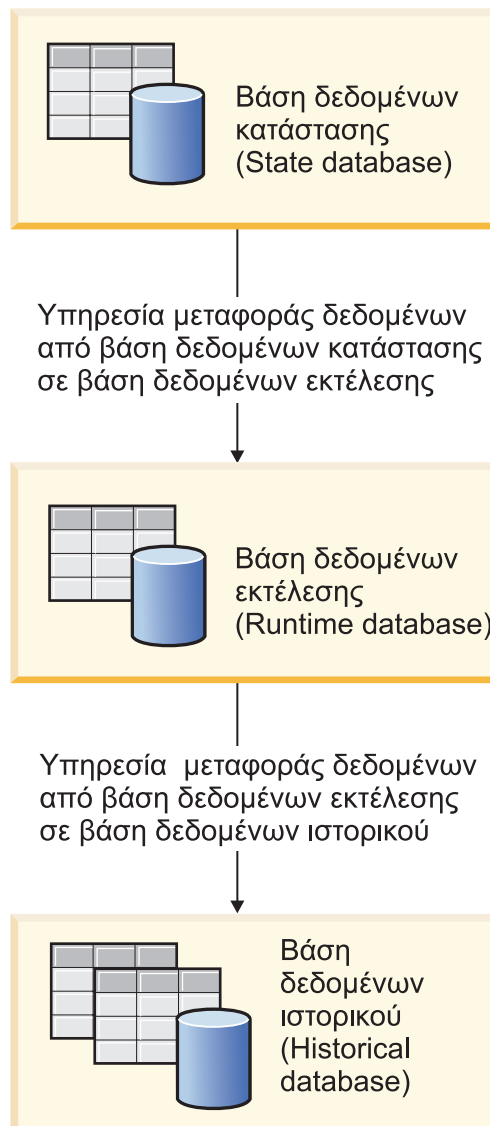 Βάση δεδομένων
κατάστασης
(State database)
Υπηρεσία μεταφοράς δεδομένων
από βάση δεδομένων κατάστασης
σε βάση δεδομένων εκτέλεσης
Βάση δεδομένων
εκτέλεσης
(Runtime database)
Υπηρεσία μεταφοράς δεδομένων
από βάση δεδομένων εκτέλεσης
σε βάση δεδομένων ιστορικού
Βάση
δεδομένων
ιστορικού
(Historical
database)